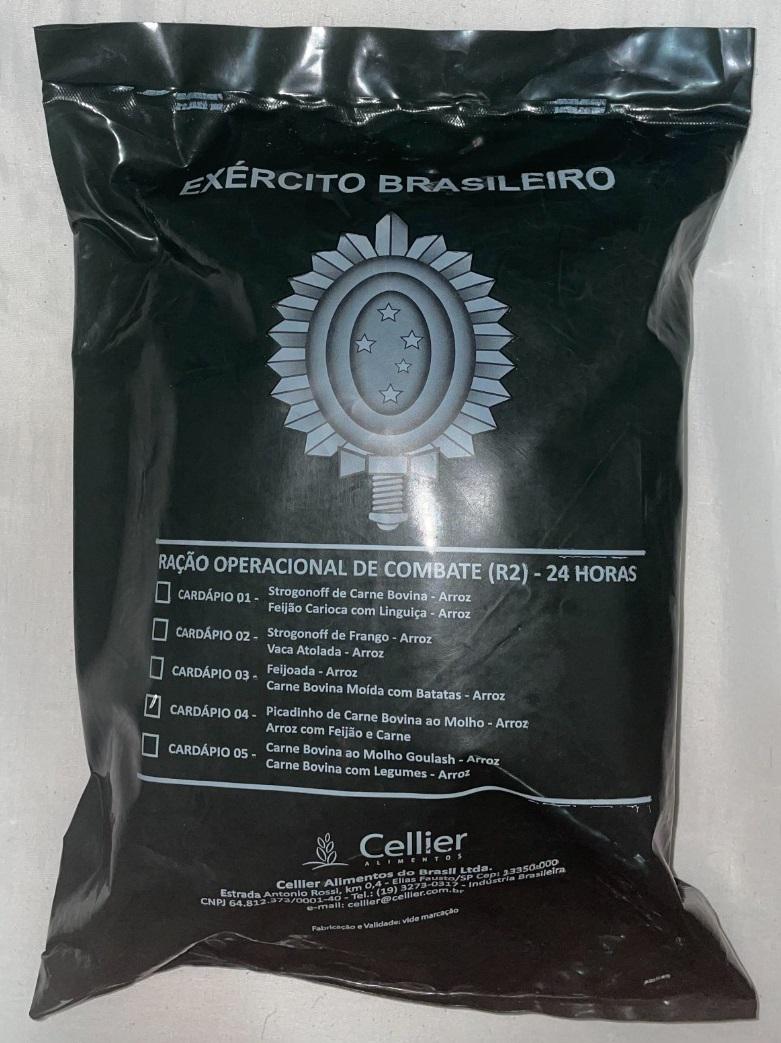 EXÉRCITO BRASILEIRO
RAÇÃO OPERACIONAL DE COMBATE (R2) - 24 HORAS
CARDÁPIO 01 - Strogonoff de Carne Bovina - Arroz
Feijão Carioca com Linguiça - Arroz
CARDÁPIO 02 - Strogonoff de Frango - Arroz
Vaca Atolada - Arroz
CARDÁPIO 03 - Feijoada - Arroz
Carne Bovina Moída com Batatas - Arroz
CARDÁPIO 04 - Picadinho de Carne Bovina ao Molho - Arroz
Arroz com Feijão e Carne
CARDÁPIO 05 - Carne Bovina ao Molho Goulash - Arroz
Carne Bovina com Legumes - Arroz
Cellier
ALIMENTOS
Cellier Alimentos do Brasil Ltda.
Estrada Antonio Rossi, km 0,4 - Elias Fausto/SP Cep: 13350-000
CNPJ 64.812.373/0001-40 - Tel.: (19) 3273-0317 - Indústria Brasileira
e-mail: cellier@cellier.com.br
Fabricação e Validade: vide marcação